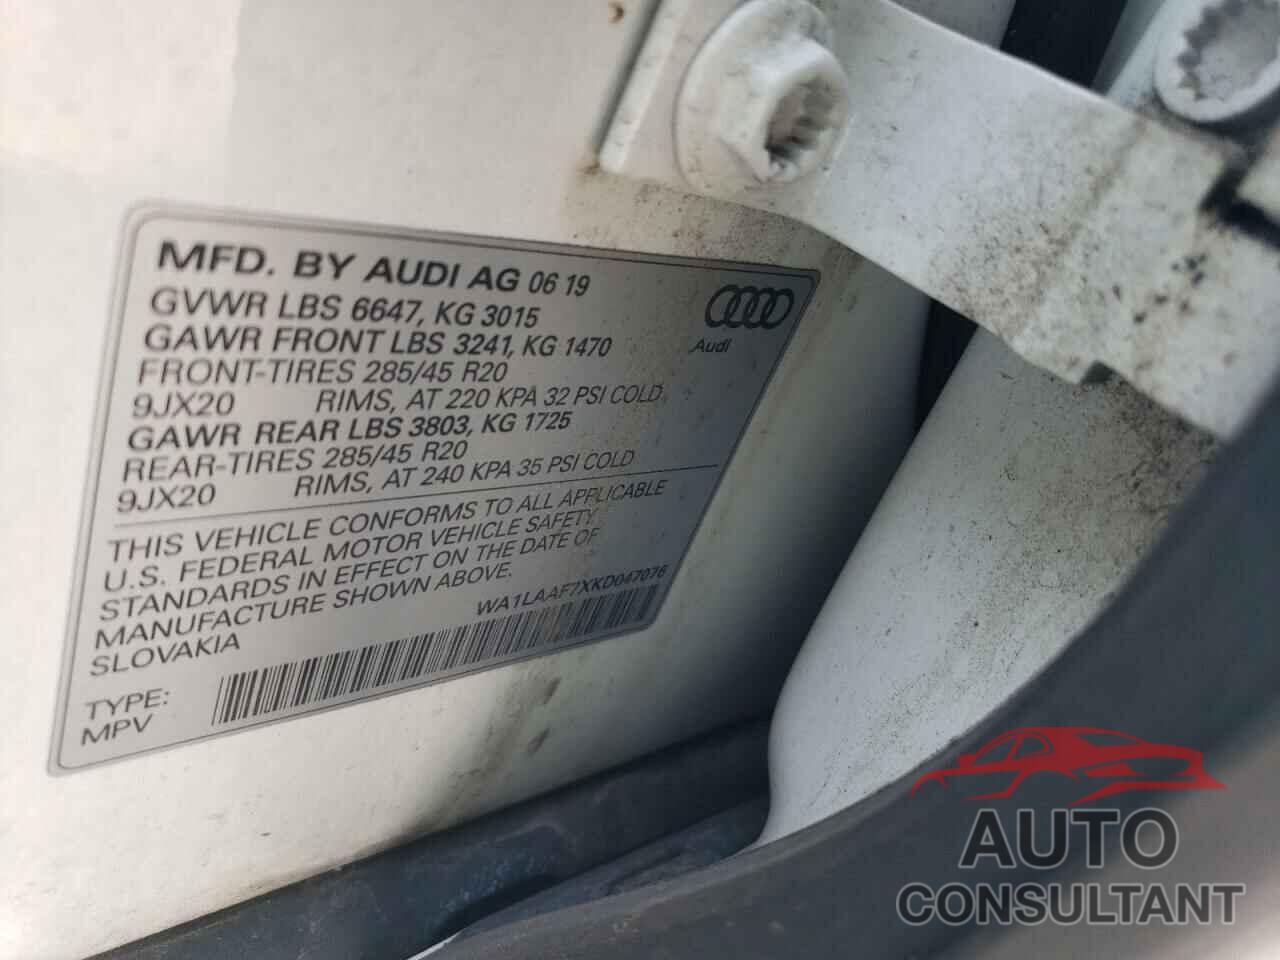 MFD. BY AUDI AG 06 19
GVWR LBS 6647, KG 3015
GAWR FRONT LBS 3241, KG 1470
FRONT-TIRES 285/45 R20
9JX20 RIMS, AT 220 KPA 32 PSI COLD
GAWR REAR LBS 3803, KG 1725
REAR-TIRES 285/45 R20
9JX20 RIMS, AT 240 KPA 35 PSI COLD
Audi
THIS VEHICLE CONFORMS TO ALL APPLICABLE
U.S. FEDERAL MOTOR VEHICLE SAFETY
STANDARDS IN EFFECT ON THE DATE OF
MANUFACTURE SHOWN ABOVE.
SLOVAKIA
WA1LAAF7XKD047076
TYPE:
MPV
AUTO
CONSULTANT